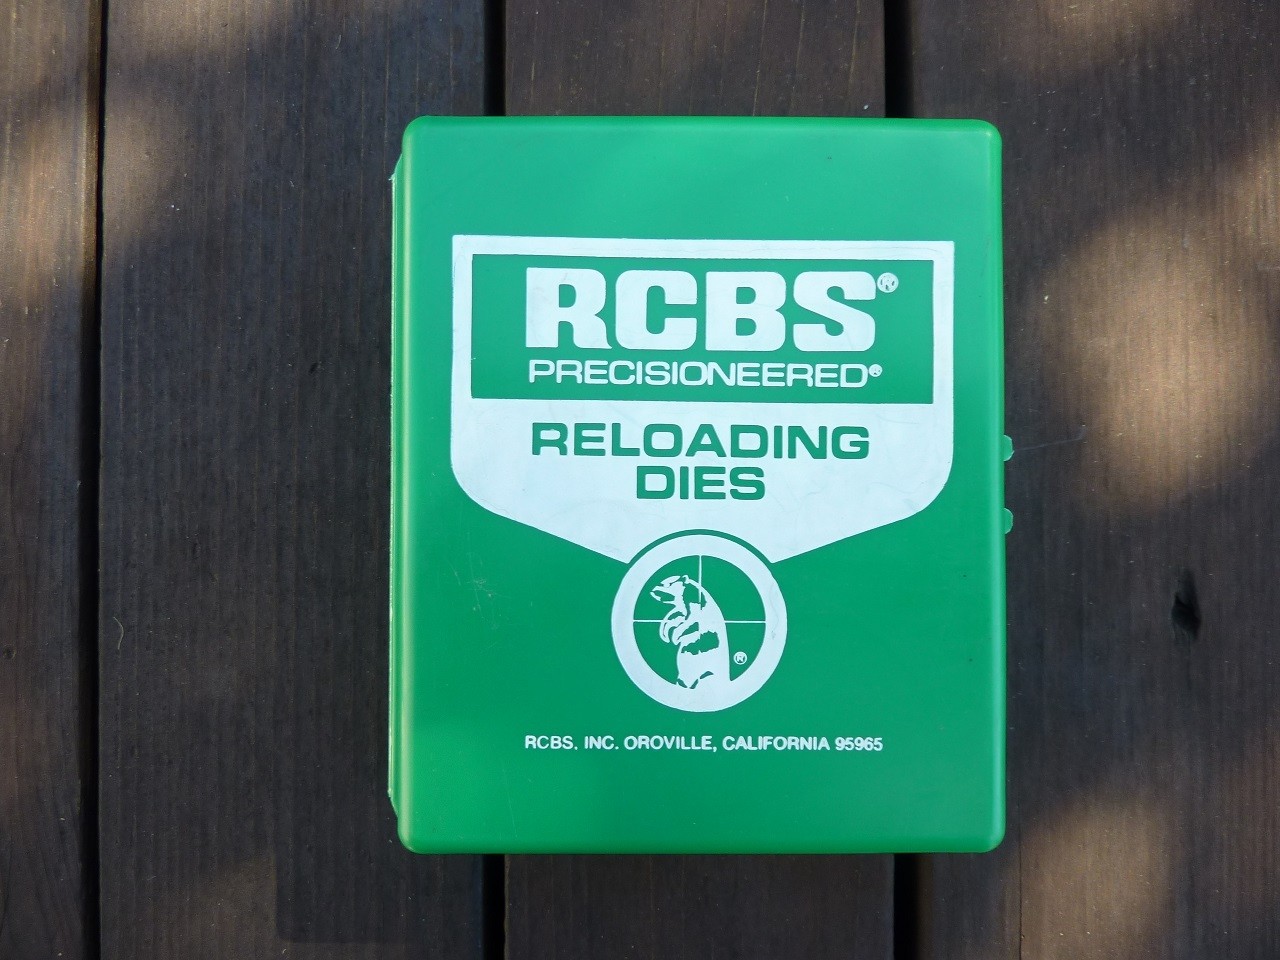 RCBS®
PRECISIONEERED®
RELOADING
DIES
®
RCBS, INC. OROVILLE, CALIFORNIA 95965